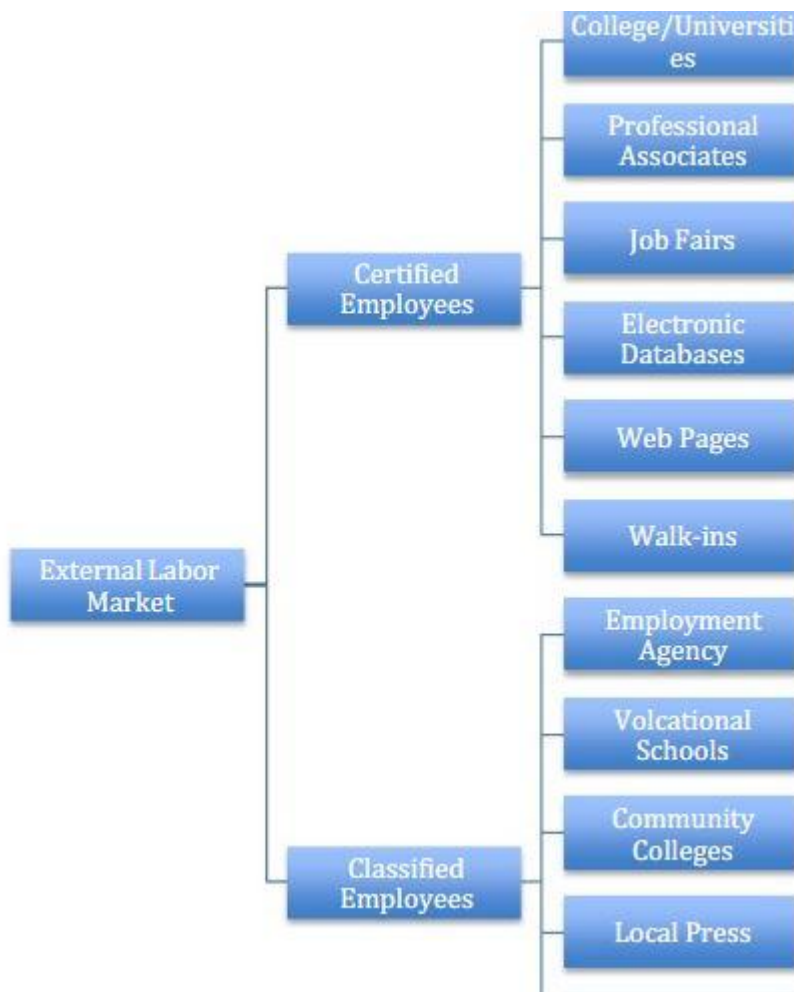 College/Universiti
es
Professional
Associates
Job Fairs
Certified
Employees
Electronic
Databases
Web Pages
Walk-ins
External Labor
Market
Employment
Agency
Volcational
Schools
Community
Colleges
Classified
Employees
Local Press